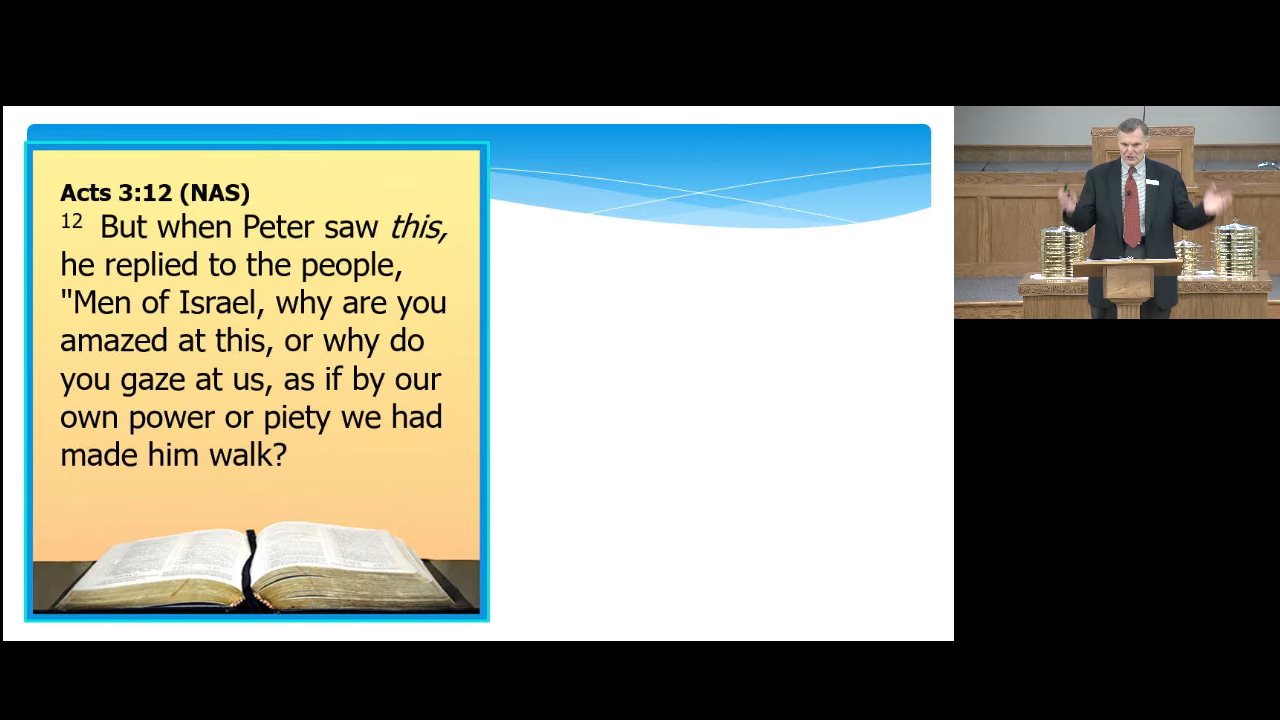 Acts 3:12 (NAS)
12 But when Peter saw this,
he replied to the people,
"Men of Israel, why are you
amazed at this, or why do
you gaze at us, as if by our
own power or piety we had
made him walk?